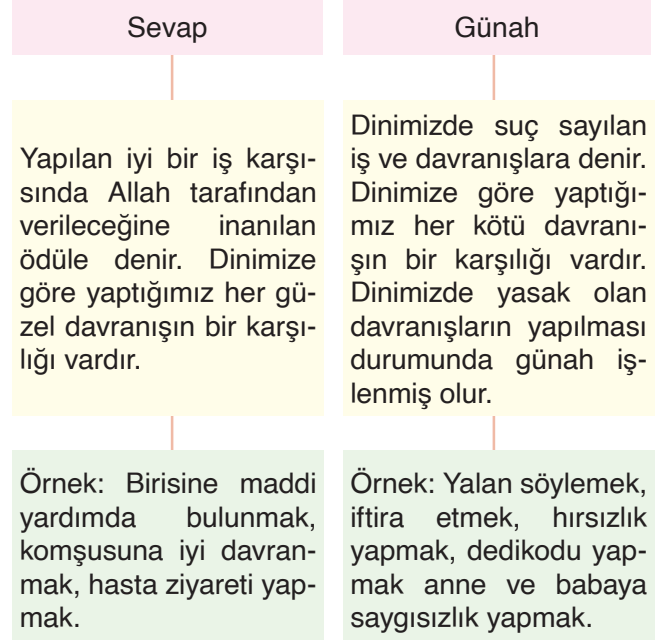 Sevap
Yapılan iyi bir iş karşı-
sında Allah tarafından
verileceğine inanılan
ödüle denir. Dinimize
göre yaptığımız her gü-
zel davranışın bir karşı-
lığı vardır.
Örnek: Birisine maddi
yardımda bulunmak,
komşusuna iyi davran-
mak, hasta ziyareti yap-
mak.
Günah
Dinimizde suç sayılan
iş ve davranışlara denir.
Dinimize göre yaptığı-
mız her kötü davranı-
şın bir karşılığı vardır.
Dinimizde yasak olan
davranışların yapılması
durumunda günah iş-
lenmiş olur.
Örnek: Yalan söylemek,
iftira etmek, hırsızlık
yapmak, dedikodu yap-
mak anne ve babaya
saygısızlık yapmak.